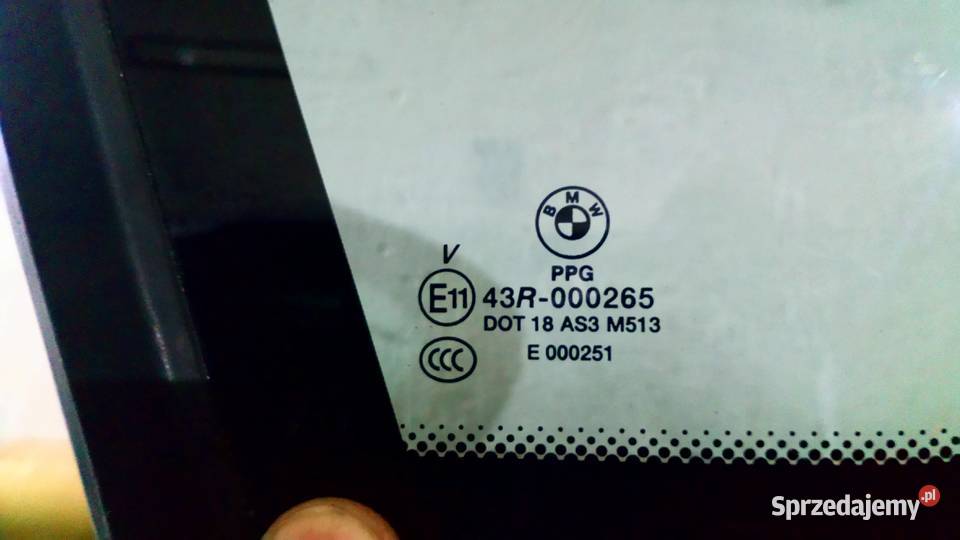 BMW
PPG
V
E11 43R-000265
DOT 18 AS3 M513
CCC E 000251
Sprzedajemy.pl